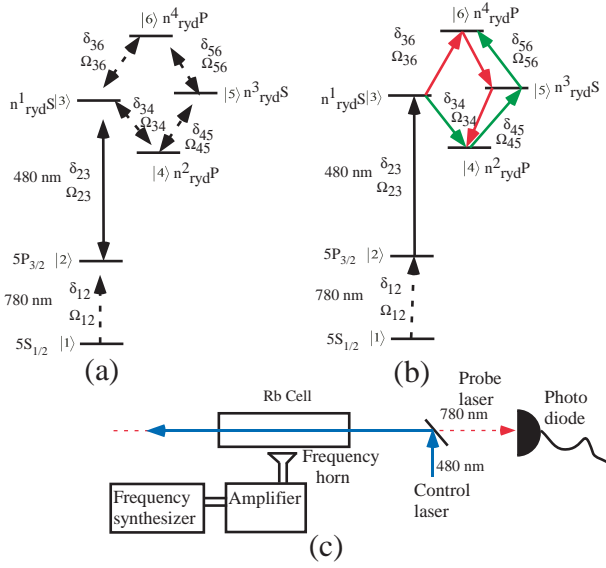 |6⟩ n⁴rydP
δ36
Ω36
δ56
Ω56
n¹rydS|3⟩
|5⟩ n³rydS
δ34
Ω34
δ45
Ω45
|4⟩ n²rydP
480 nm
δ23
Ω23
5P3/2 |2⟩
780 nm
δ12
Ω12
5S1/2 |1⟩
(a)
|6⟩ n⁴rydP
δ36
Ω36
δ56
Ω56
n¹rydS|3⟩
|5⟩ n³rydS
δ34
Ω34
δ45
Ω45
|4⟩ n²rydP
480 nm
δ23
Ω23
5P3/2 |2⟩
780 nm
δ12
Ω12
5S1/2 |1⟩
(b)
Rb Cell
Probe
laser
780 nm
Photo
diode
Frequency
horn
480 nm
Control
laser
Frequency
synthesizer
Amplifier
(c)